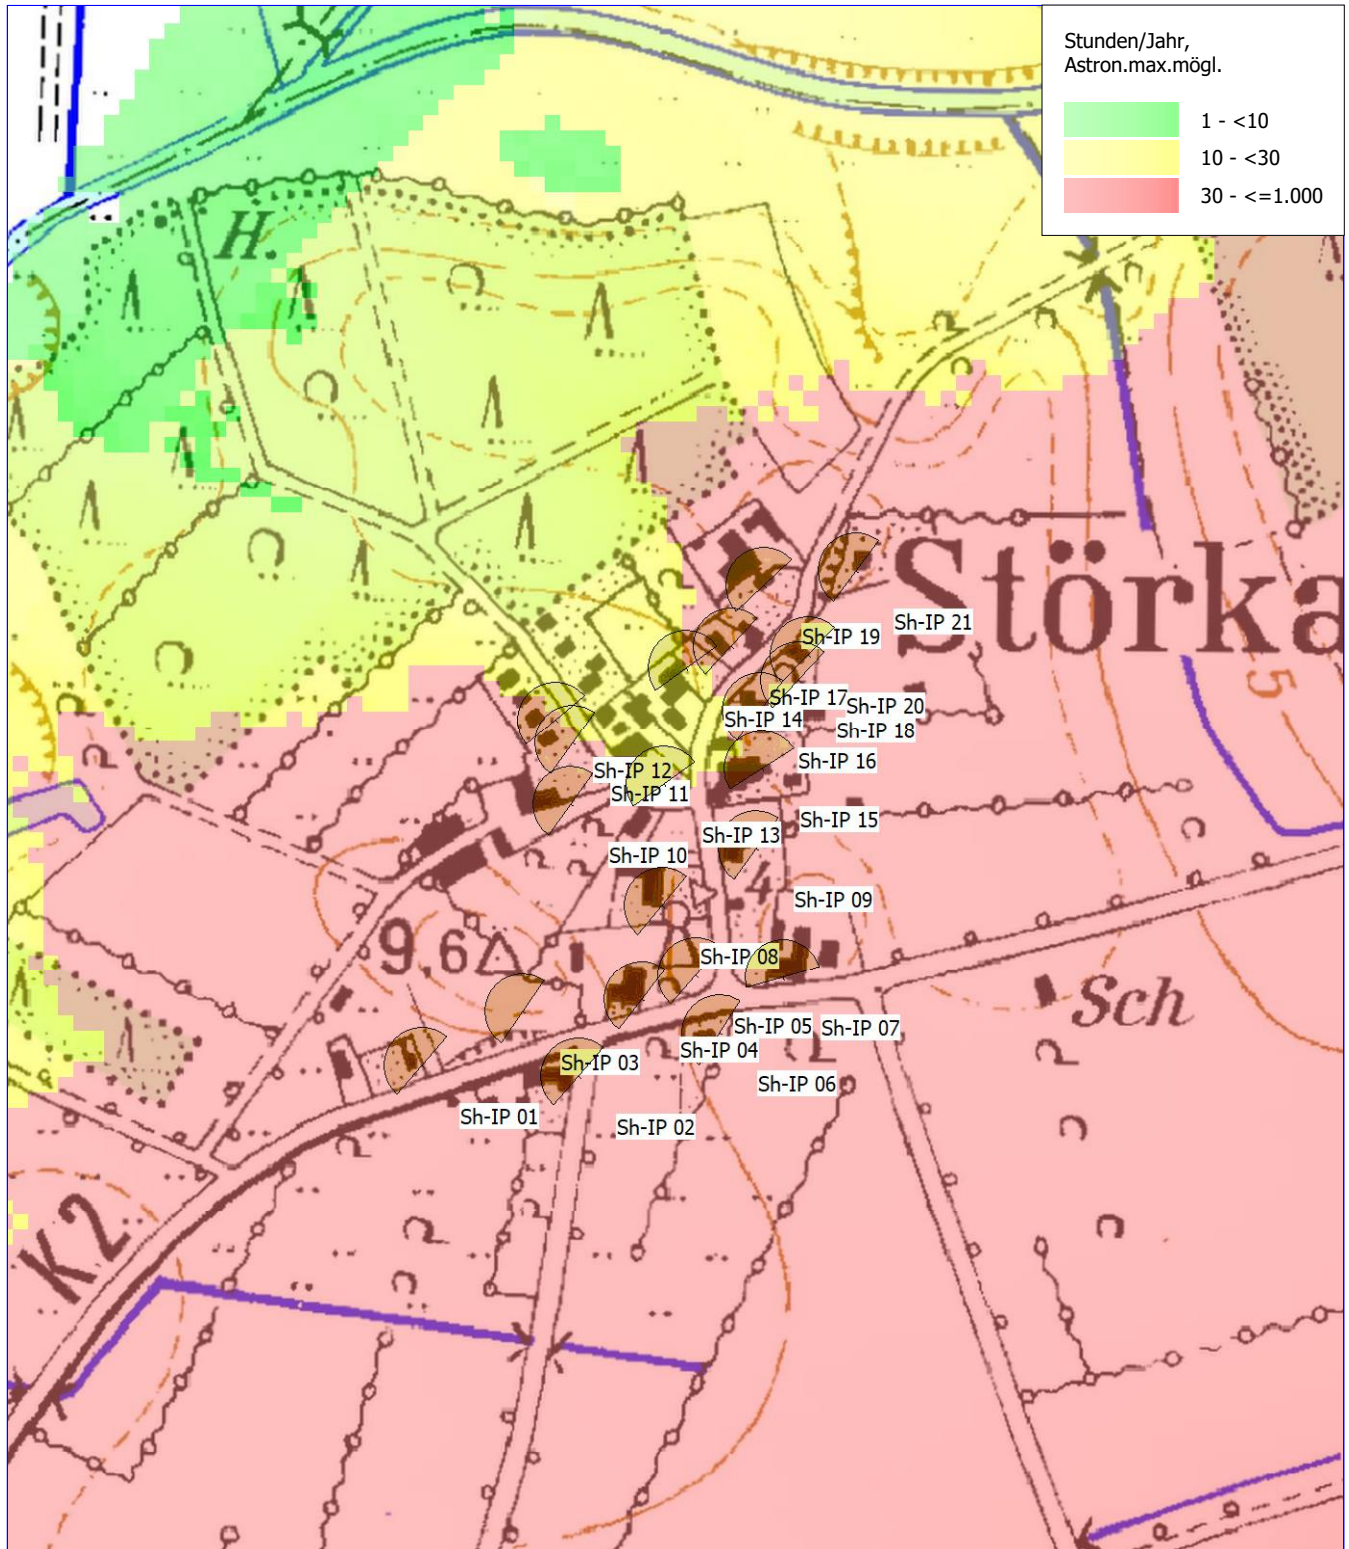 Stunden/Jahr,
Astron.max.mögl.
1 - <10
10 - <30
30 - <=1.000
H.
Störka
Sh-IP 21
Sh-IP 19
Sh-IP 17
Sh-IP 20
Sh-IP 14
Sh-IP 18
Sh-IP 16
Sh-IP 12
Sh-IP 11
Sh-IP 15
Sh-IP 13
Sh-IP 10
Sh-IP 09
Sh-IP 08
Sh-IP 05
Sh-IP 07
Sh-IP 04
Sh-IP 03
Sh-IP 06
Sh-IP 01
Sh-IP 02
5
4
9,6
Sch
K2